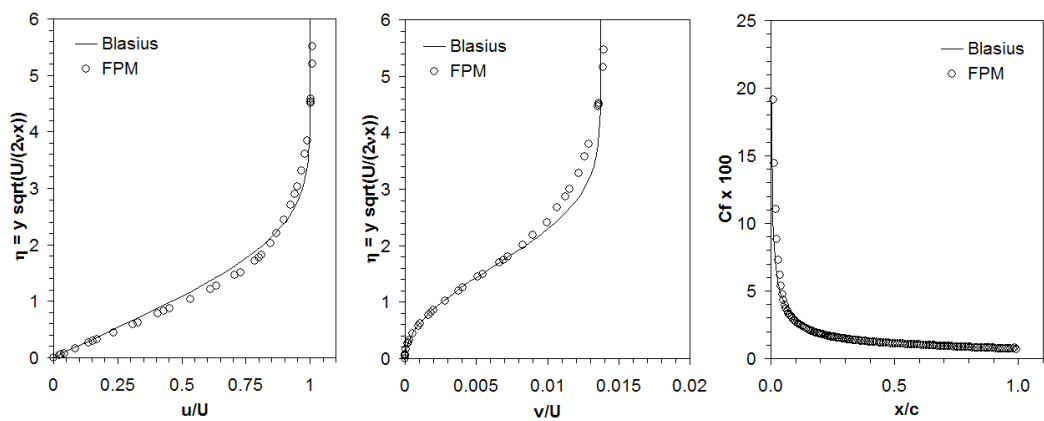 6
5
4
3
2
1
0
η = y sqrt(U/(2νx)
Blasius
FPM
0
0.25
0.5
0.75
1
u/U
6
5
4
3
2
1
0
η = y sqrt(U/(2νx)
Blasius
FPM
0
0.005
0.01
0.015
0.02
v/U
25
20
15
10
5
0
Cf x 100
Blasius
FPM
0.0
0.5
1.0
x/c